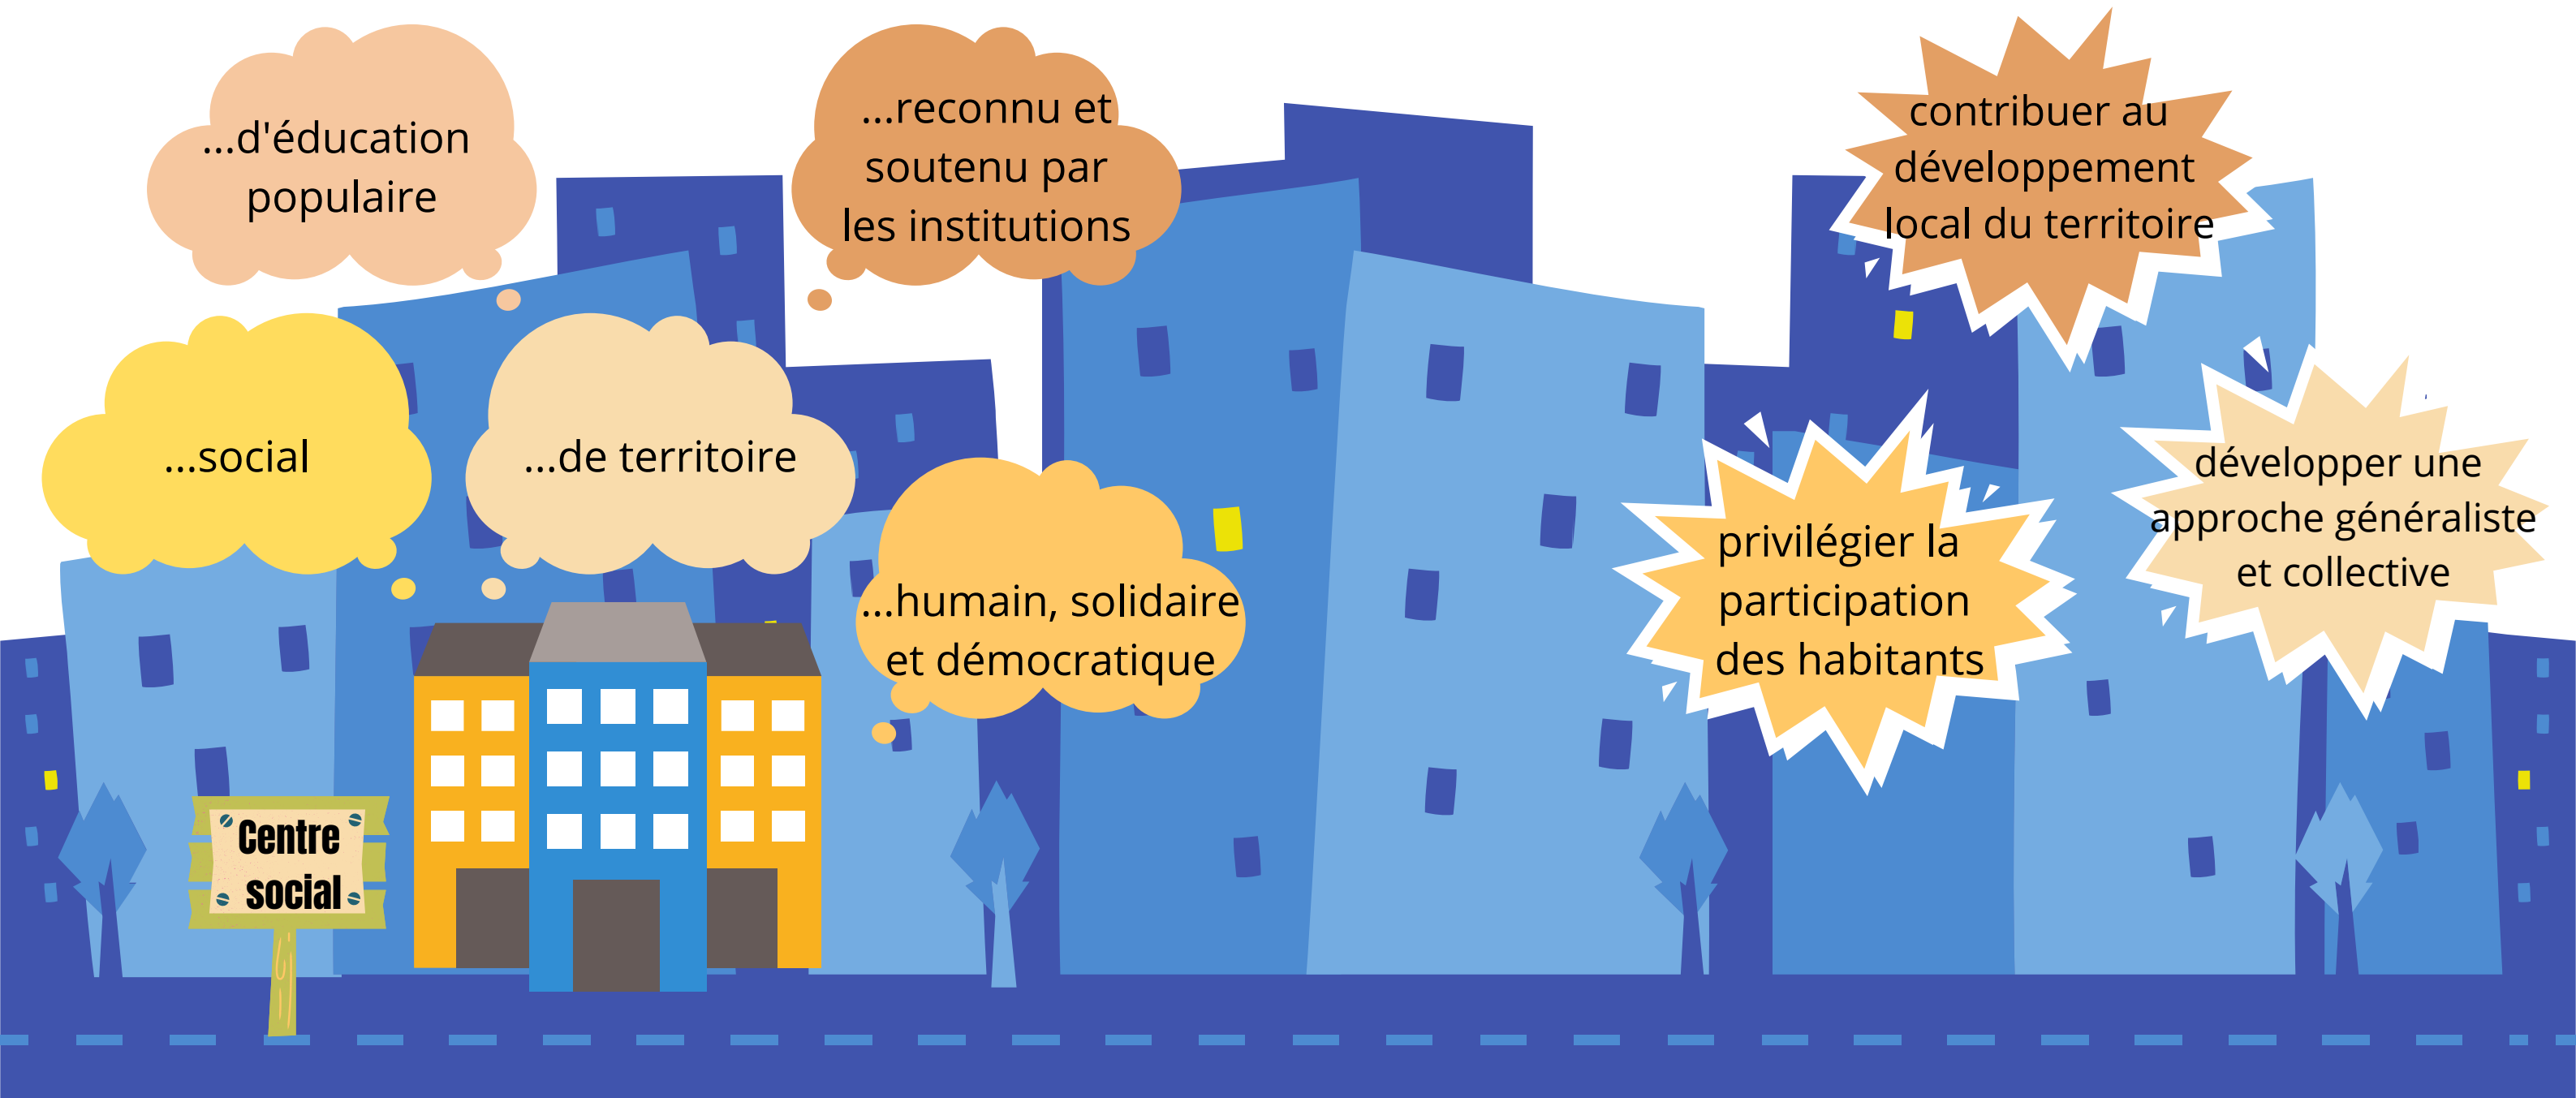 ...d'éducation
populaire
...reconnu et
soutenu par
les institutions
contribuer au
développement
local du territoire
...social
...de territoire
...humain, solidaire
et démocratique
privilégier la
participation
des habitants
développer une
approche généraliste
et collective
Centre
social